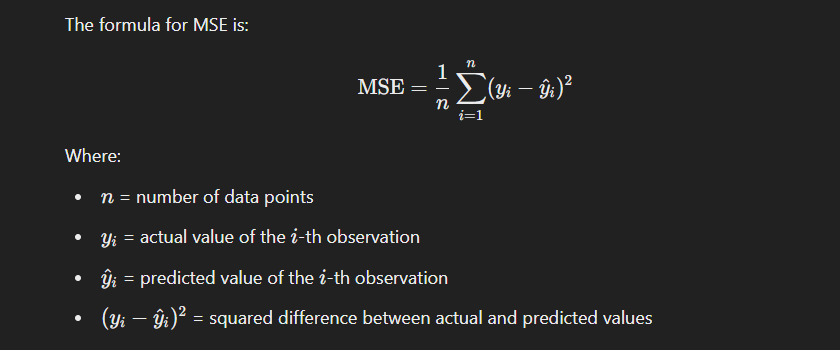 The formula for MSE is:
MSE = \frac{1}{n} \sum_{i=1}^{n} (y_i - \hat{y}_i)^2
Where:
• n = number of data points
• y_i = actual value of the i-th observation
• \hat{y}_i = predicted value of the i-th observation
• (y_i - \hat{y}_i)^2 = squared difference between actual and predicted values